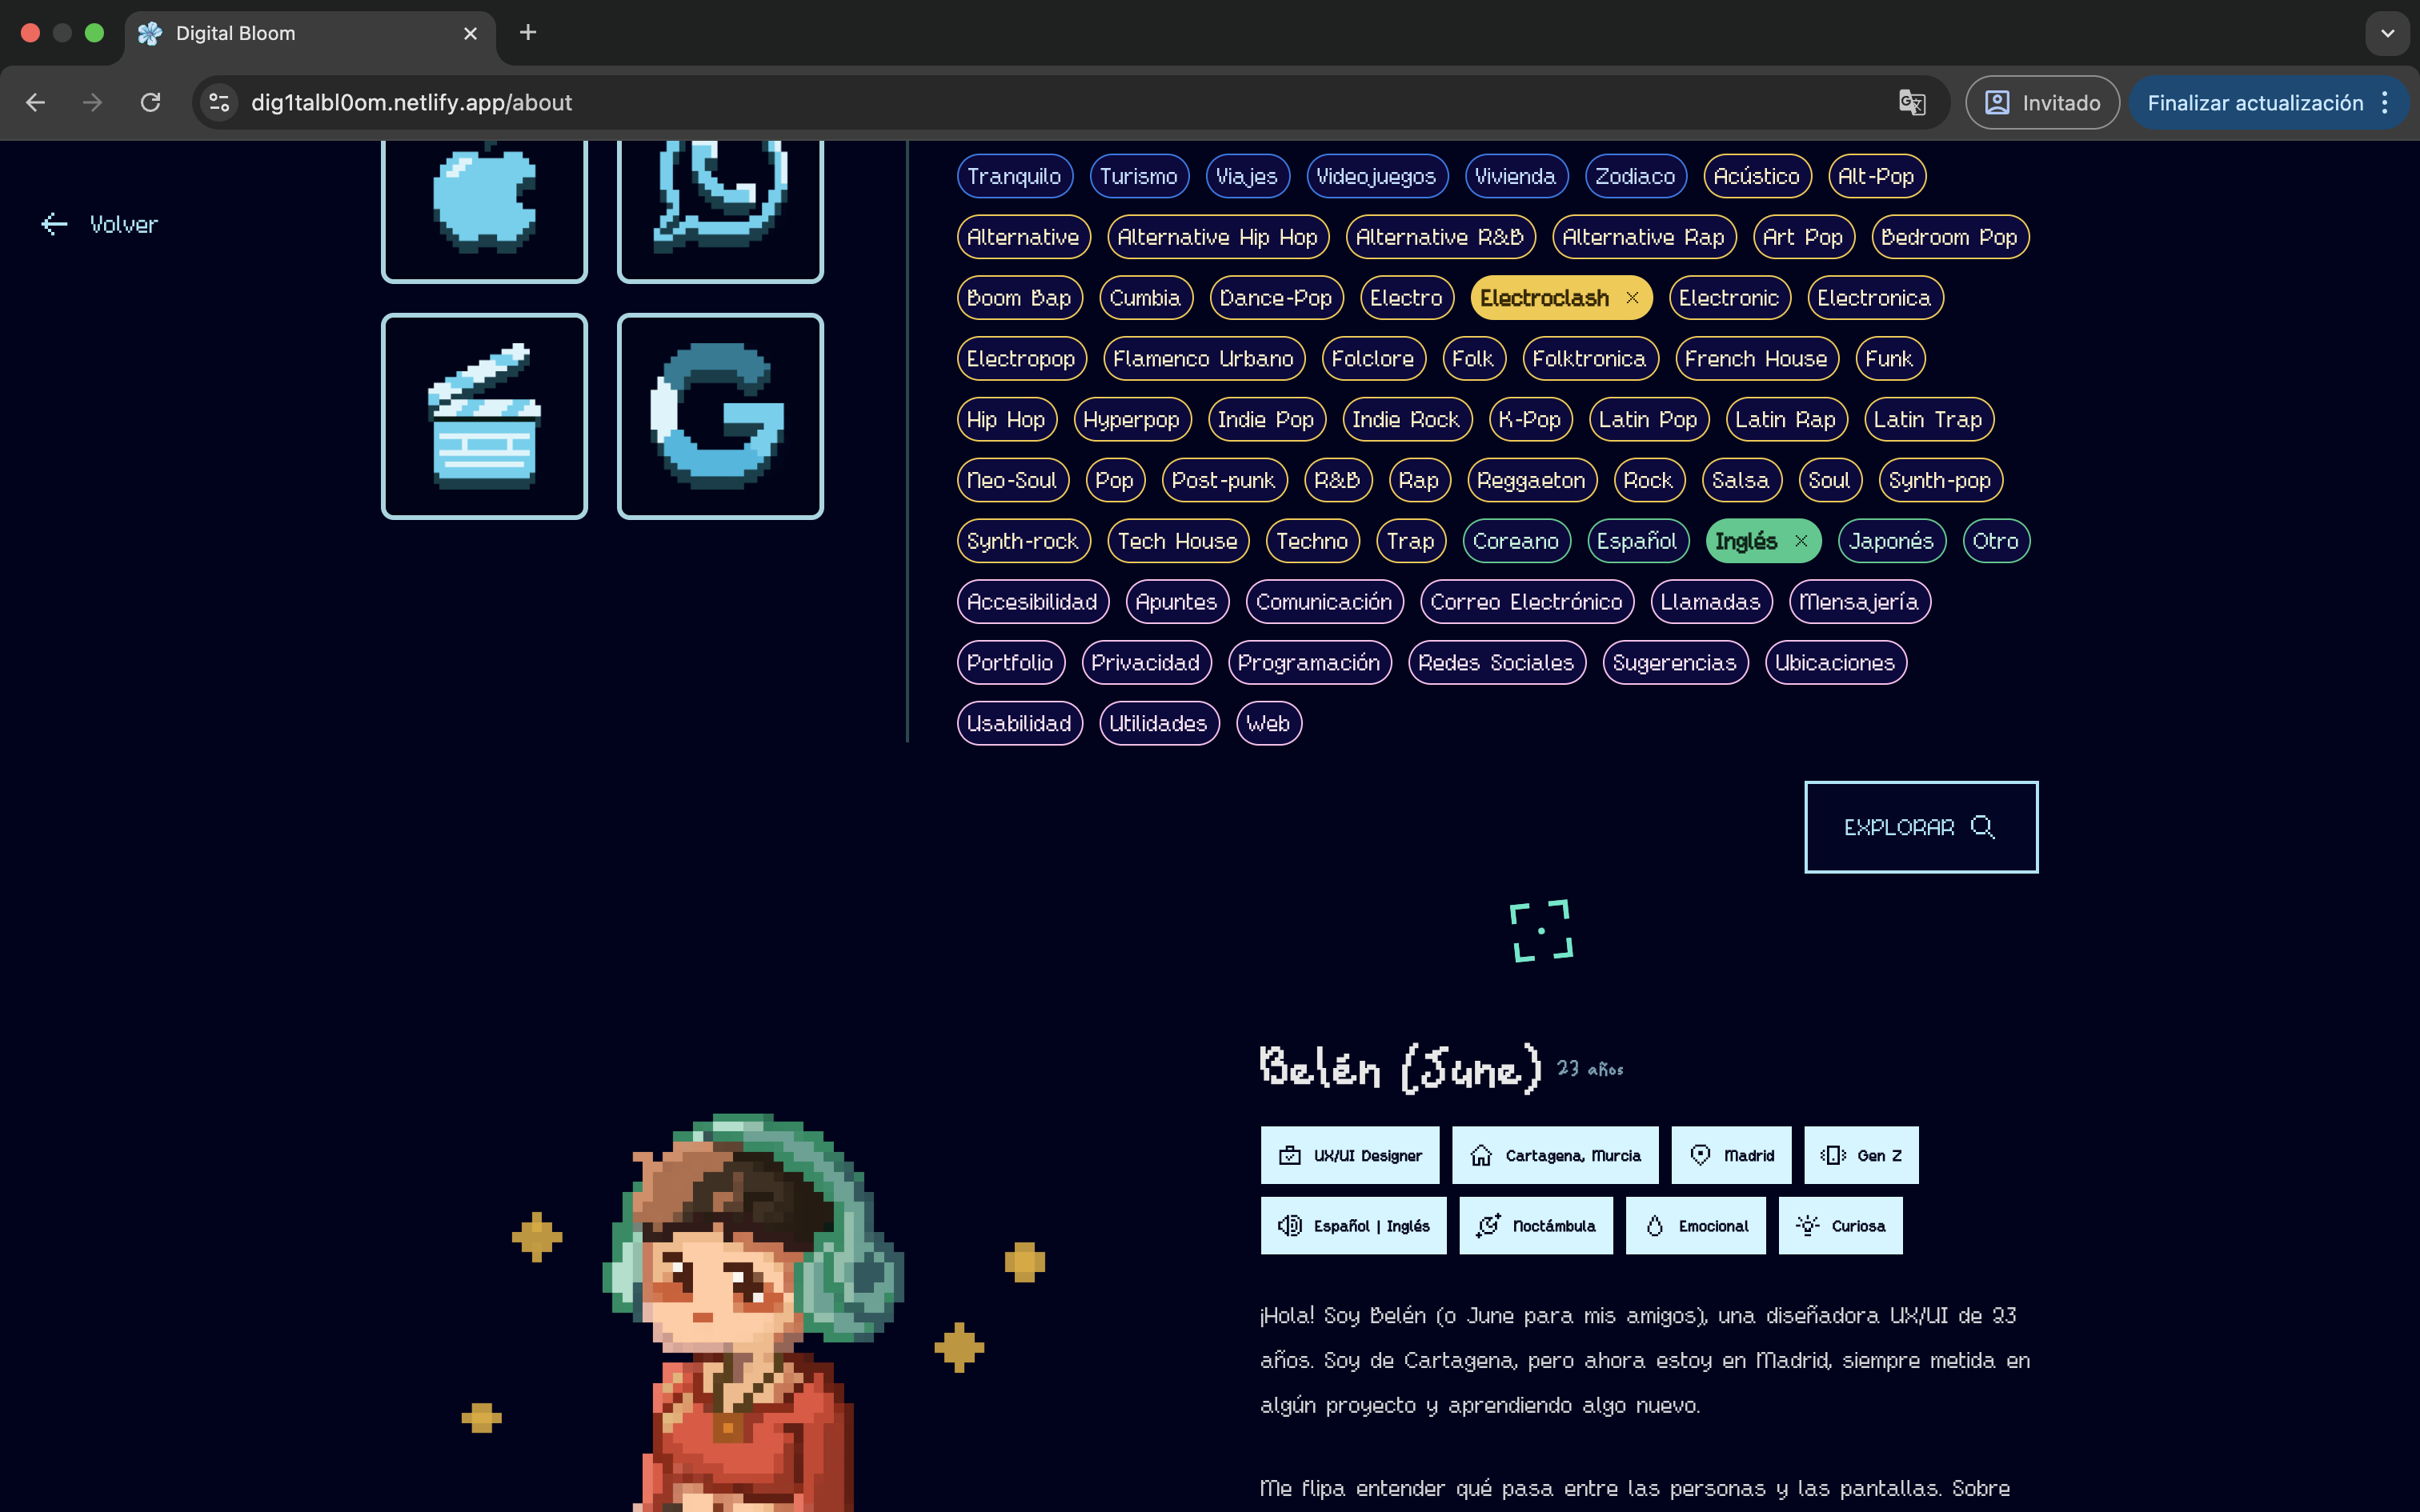 Digital Bloom
dig1talbl0om.netlify.app/about
Invitado
Finalizar actualización
Volver
Tranquilo Turismo Viajes Videojuegos Vivienda Zodiaco Acústico Alt-Pop
Alternative Alternative Hip Hop Alternative R&B Alternative Rap Art Pop Bedroom Pop
Boom Bap Cumbia Dance-Pop Electro Electroclash Electronic Electronica
Electropop Flamenco Urbano Folclore Folk Folktronica French House Funk
Hip Hop Hyperpop Indie Pop Indie Rock K-Pop Latin Pop Latin Rap Latin Trap
Neo-Soul Pop Post-punk R&B Rap Reggaeton Rock Salsa Soul Synth-pop
Synth-rock Tech House Techno Trap Coreano Español Inglés Japonés Otro
Accesibilidad Apuntes Comunicación Correo Electrónico Llamadas Mensajería
Portfolio Privacidad Programación Redes Sociales Sugerencias Ubicaciones
Usabilidad Utilidades Web
EXPLORAR
Belén (June) 23 años
UX/UI Designer Cartagena, Murcia Madrid Gen Z
Español | Inglés Noctámbula Emocional Curiosa
¡Hola! Soy Belén (o June para mis amigos), una diseñadora UX/UI de 23
años. Soy de Cartagena, pero ahora estoy en Madrid, siempre metida en
algún proyecto y aprendiendo algo nuevo.
Me flipa entender qué pasa entre las personas y las pantallas. Sobre